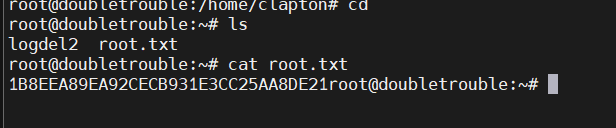 root@doubletrouble:/home/clapton# cd
root@doubletrouble:~# ls
logdel2  root.txt
root@doubletrouble:~# cat root.txt
1B8EEA89EA92CECB931E3CC25AA8DE21root@doubletrouble:~#